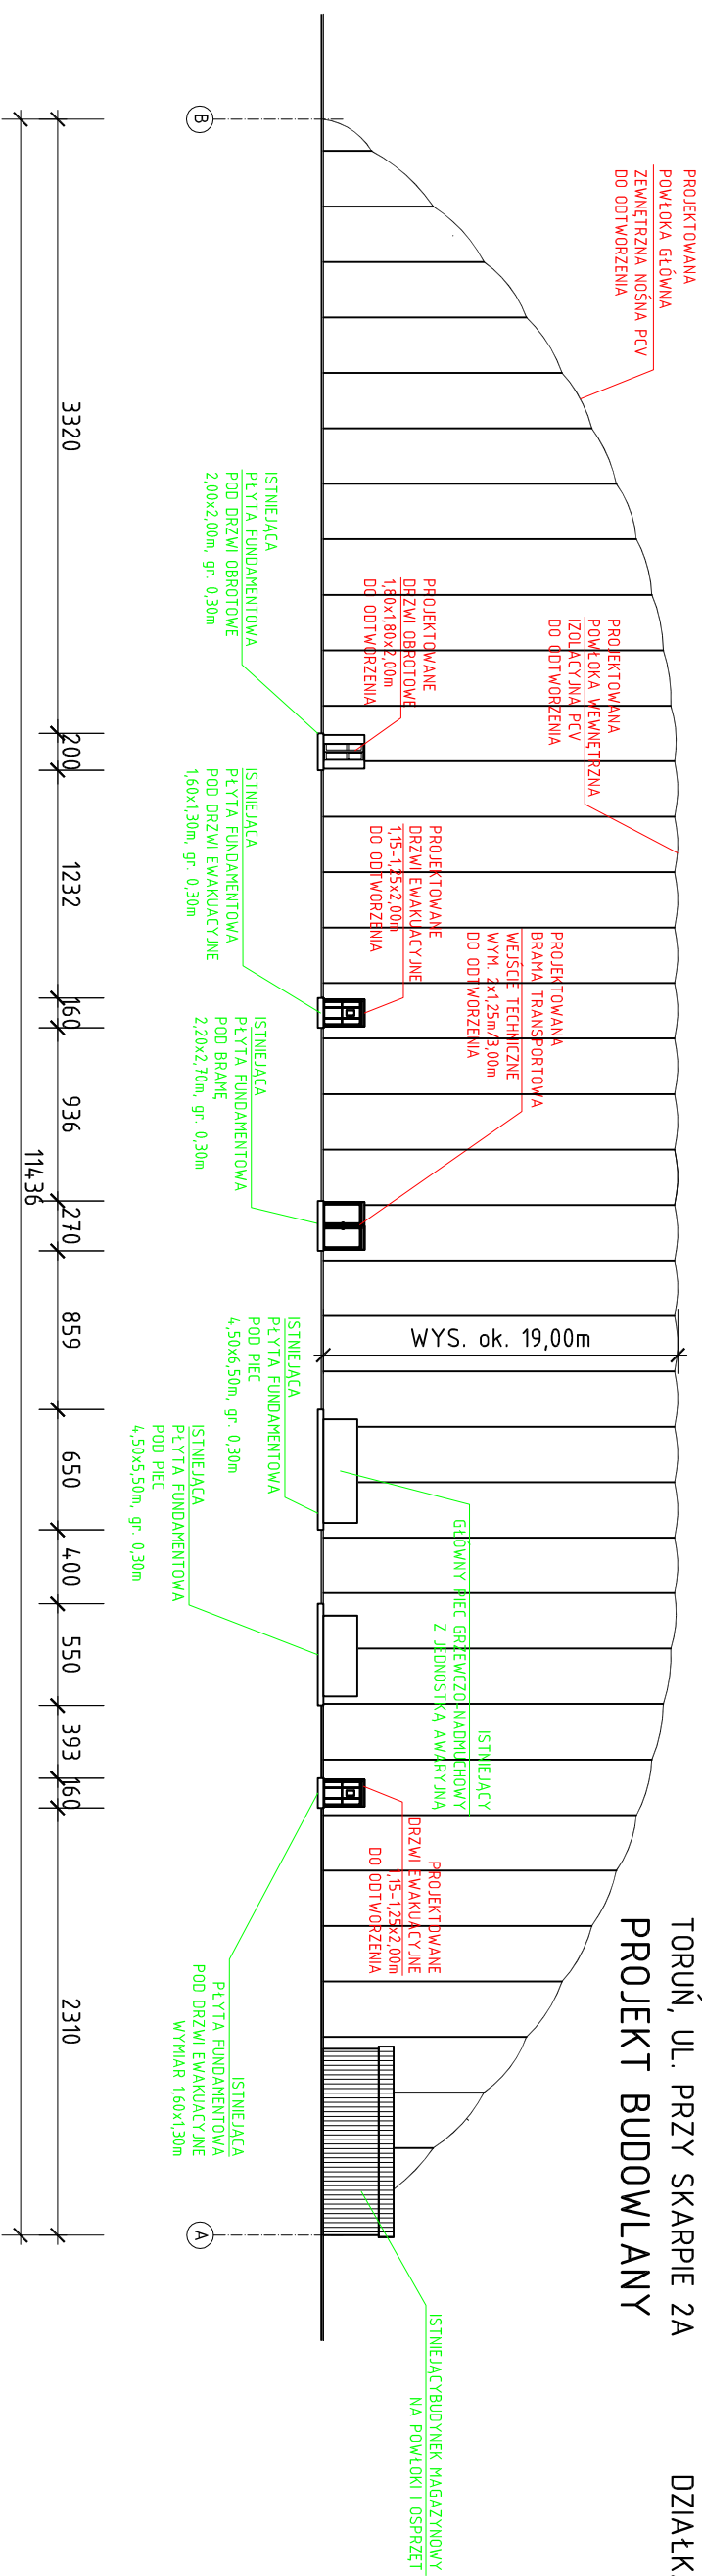 TORUŃ, UL. PRZY SKARPIE 2A
DZIAŁK
PROJEKT BUDOWLANY
PROJEKTOWANA
POWŁOKA GŁÓWNA
ZEWNĘTRZNA NOŚNA PCV
DO ODTWORZENIA
PROJEKTOWANA
POWŁOKA WEWNĘTRZNA
IZOLACYJNA PCV
DO ODTWORZENIA
PROJEKTOWANE
DRZWI OBROTOWE
1,80x1,80x2,00m
DO ODTWORZENIA
PROJEKTOWANE
DRZWI EWAKUACYJNE
1,15-1,25x2,00m
DO ODTWORZENIA
PROJEKTOWANA
BRAMA TRANSPORTOWA
WEJŚCIE TECHNICZNE
WYM. 2x1,25m/3,00m
DO ODTWORZENIA
WYS. ok. 19,00m
ISTNIEJĄCY
GŁÓWNY PIEC GRZEWCZO-NADMUCHOWY
Z JEDNOSTKĄ AWARYJNĄ
PROJEKTOWANE
DRZWI EWAKUACYJNE
1,15-1,25x2,00m
DO ODTWORZENIA
ISTNIEJĄCYBUDYNEK MAGAZYNOWY
NA POWŁOKI I OSPRZĘT
ISTNIEJĄCA
PŁYTA FUNDAMENTOWA
POD DRZWI OBROTOWE
2,00x2,00m, gr. 0,30m
ISTNIEJĄCA
PŁYTA FUNDAMENTOWA
POD DRZWI EWAKUACYJNE
1,60x1,30m, gr. 0,30m
ISTNIEJĄCA
PŁYTA FUNDAMENTOWA
POD BRAMĘ
2,20x2,70m, gr. 0,30m
ISTNIEJĄCA
PŁYTA FUNDAMENTOWA
POD PIEC
4,50x6,50m, gr. 0,30m
ISTNIEJĄCA
PŁYTA FUNDAMENTOWA
POD PIEC
4,50x5,50m, gr. 0,30m
ISTNIEJĄCA
PŁYTA FUNDAMENTOWA
POD DRZWI EWAKUACYJNE
WYMIAR 1,60x1,30m
B
A
3320
200
1232
160
936
270
859
650
400
550
393
160
2310
11436